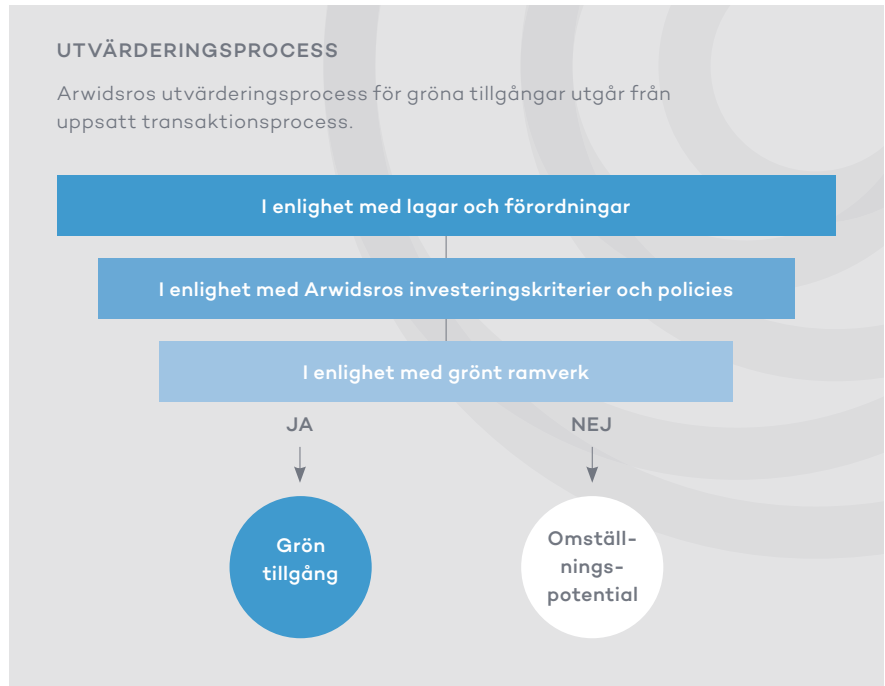 UTVÄRDERINGSPROCESS
Arwidsros utvärderingsprocess för gröna tillgångar utgår från
uppsatt transaktionsprocess.
I enlighet med lagar och förordningar
I enlighet med Arwidsros investeringskriterier och policies
I enlighet med grönt ramverk
JA
NEJ
Grön
tillgång
Omställ-
nings-
potential